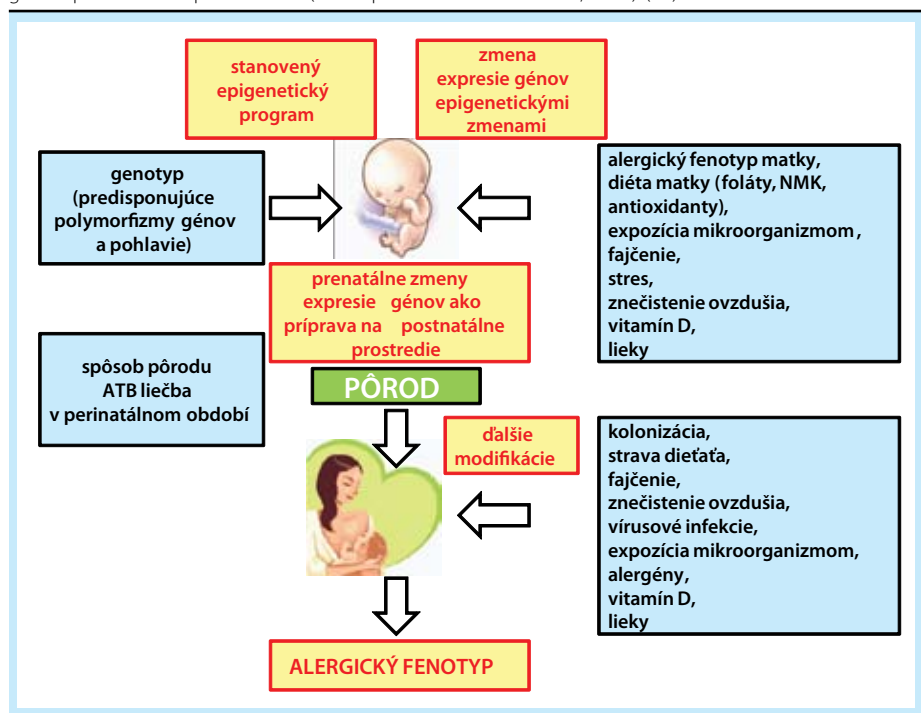 stanovený
epigenetický
program
zmena
expresie génov
epigenetickými
zmenami
genotyp
(predisponujúce
polymorfizmy génov
a pohlavie)
alergický fenotyp matky,
diéta matky (foláty, NMK,
antioxidanty),
expozícia mikroorganizmom ,
fajčenie,
stres,
znečistenie ovzdušia,
vitamín D,
lieky
prenatálne zmeny
expresie génov ako
príprava na postnatálne
prostredie
spôsob pôrodu
ATB liečba
v perinatálnom období
PÔROD
ďalšie
modifikácie
kolonizácia,
strava dieťaťa,
fajčenie,
znečistenie ovzdušia,
vírusové infekcie,
expozícia mikroorganizmom,
alergény,
vitamín D,
lieky
ALERGICKÝ FENOTYP